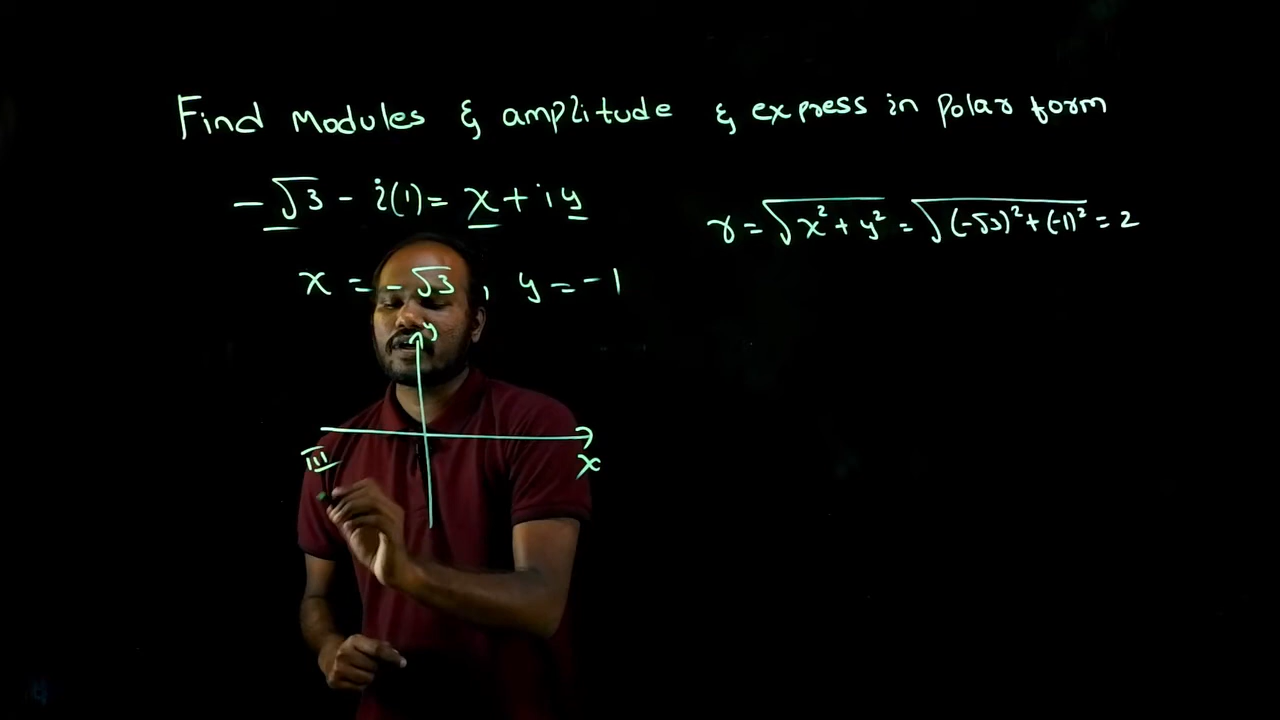 Find Modules & amplitude & express in polar form
-√3 - i(1) = x + iy
r = √x² + y² = √(-√3)² + (-1)² = 2
x = -√3, y = -1
y
III
x